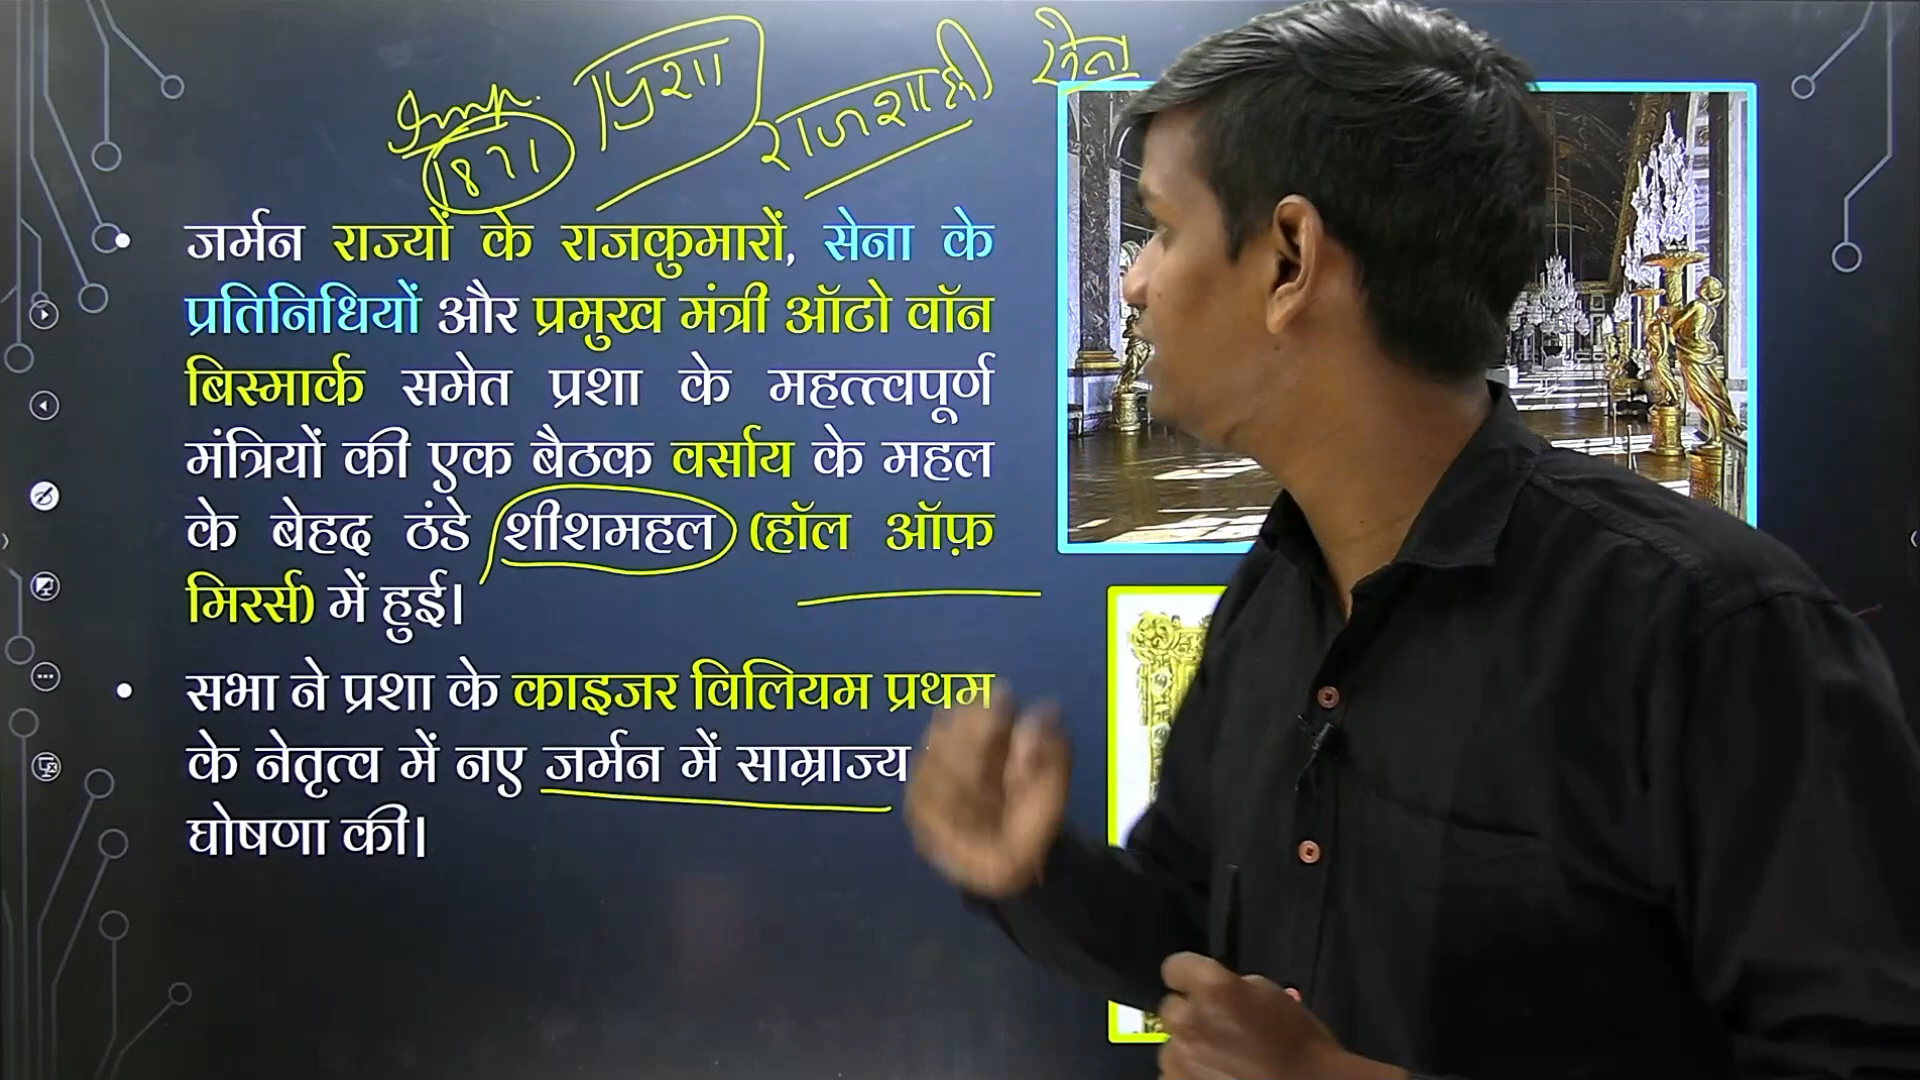 Imp. प्रिशा राजशाही सेना
1871
जर्मन राज्यों के राजकुमारों, सेना के
प्रतिनिधियों और प्रमुख मंत्री ऑटो वॉन
बिस्मार्क समेत प्रशा के महत्त्वपूर्ण
मंत्रियों की एक बैठक वर्साय के महल
के बेहद ठंडे शीशमहल (हॉल ऑफ़
मिरर्स) में हुई।
सभा ने प्रशा के काइजर विलियम प्रथम
के नेतृत्व में नए जर्मन में साम्राज्य
घोषणा की।